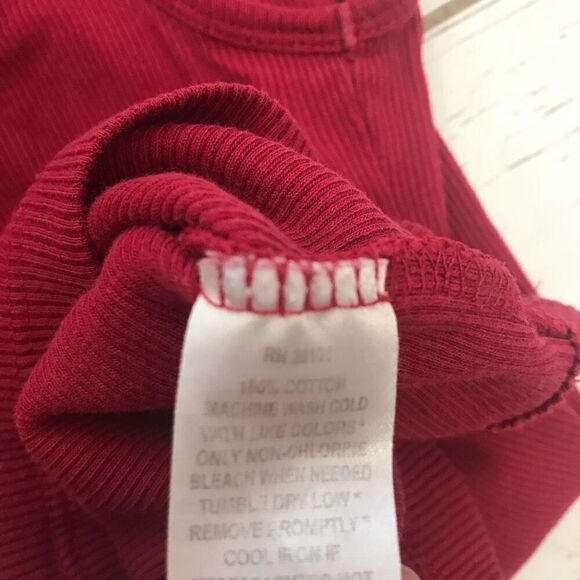 RN
100% COTTON
MACHINE WASH COLD
WITH LIKE COLORS*
ONLY NON-CHLORINE
BLEACH WHEN NEEDED
TUMBLE DRY LOW*
REMOVE PROMPTLY*
COOL IRON IF